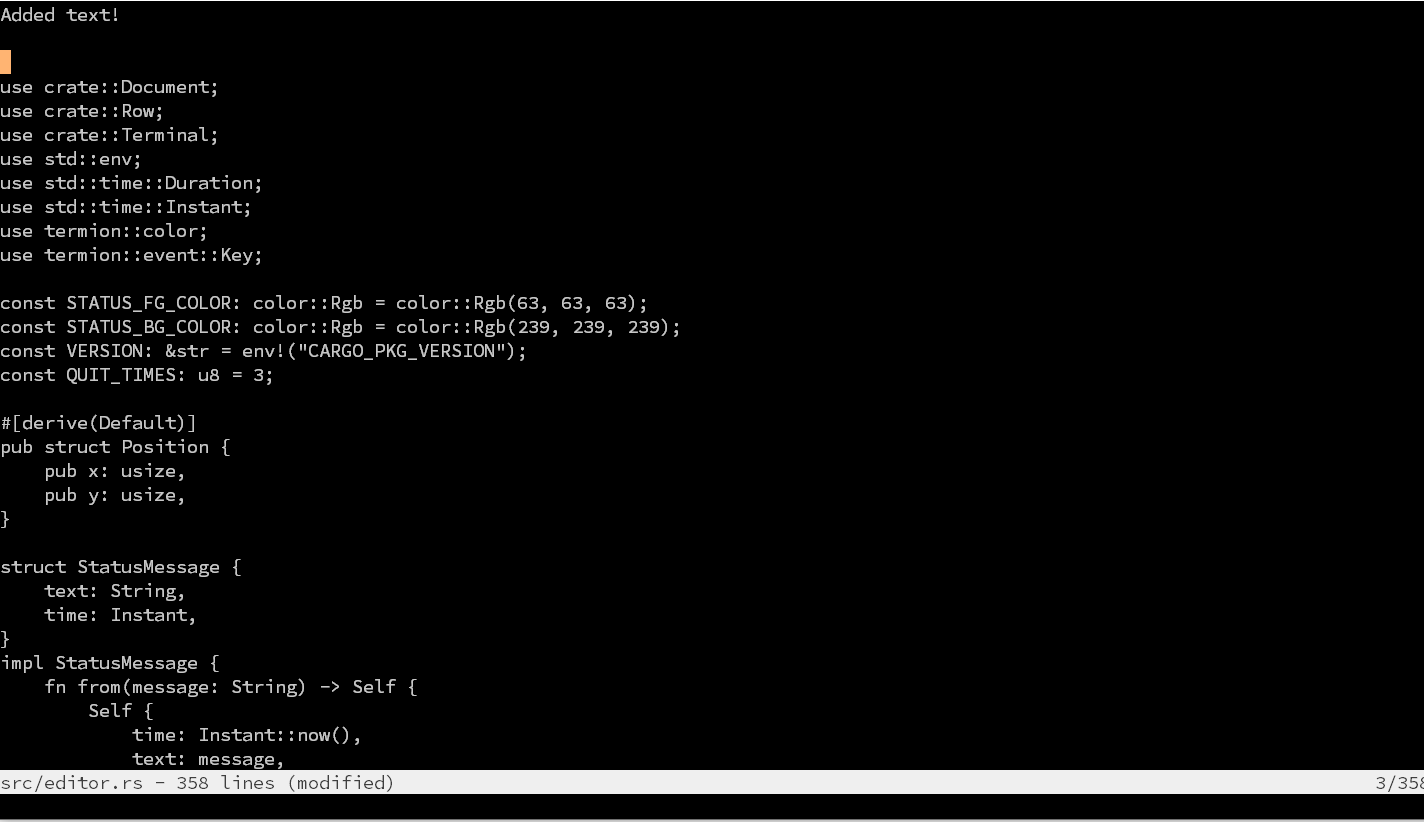 Added text!
use crate::Document;
use crate::Row;
use crate::Terminal;
use std::env;
use std::time::Duration;
use std::time::Instant;
use termion::color;
use termion::event::Key;
const STATUS_FG_COLOR: color::Rgb = color::Rgb(63, 63, 63);
const STATUS_BG_COLOR: color::Rgb = color::Rgb(239, 239, 239);
const VERSION: &str = env!("CARGO_PKG_VERSION");
const QUIT_TIMES: u8 = 3;
#[derive(Default)]
pub struct Position {
    pub x: usize,
    pub y: usize,
}
struct StatusMessage {
    text: String,
    time: Instant,
}
impl StatusMessage {
    fn from(message: String) -> Self {
        Self {
            time: Instant::now(),
            text: message,
src/editor.rs - 358 lines (modified) 3/358